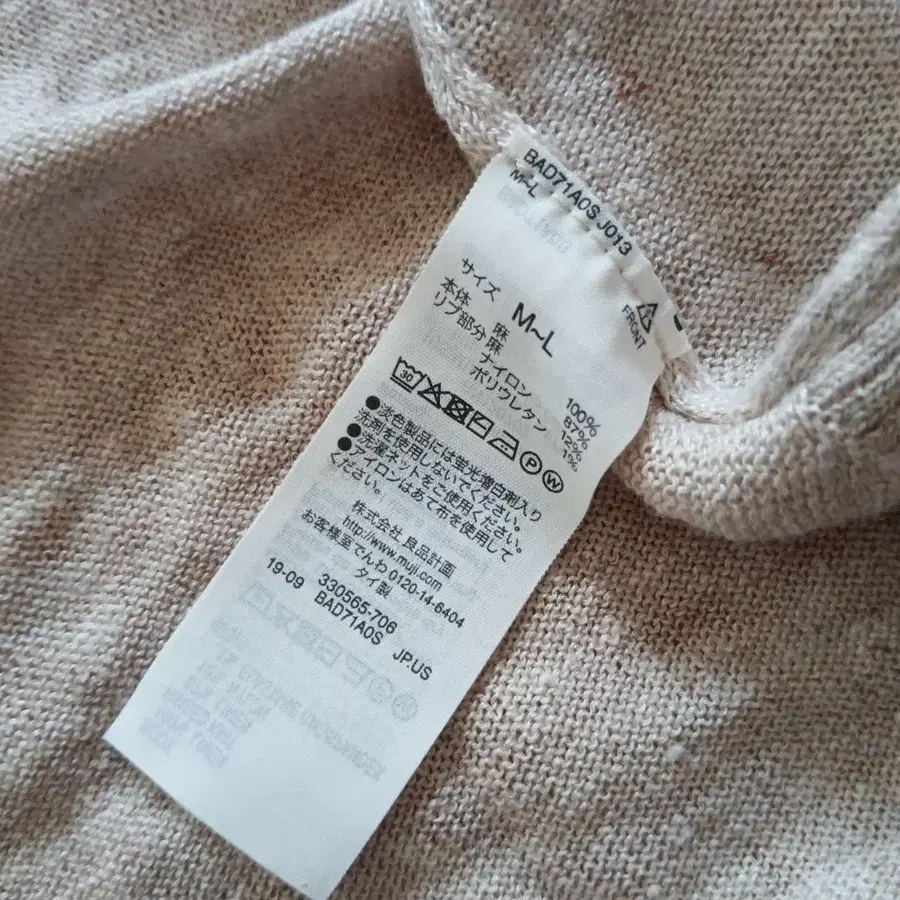 BAD71A0S J013
M~L
FRONT
サイズ M~L
本体 麻 100%
リブ部分 麻 87%
ナイロン 12%
ポリウレタン 1%
30
P W
●淡色製品には蛍光増白剤入り
洗剤を使用しないでください。
●洗濯ネットをご使用ください。
●アイロンはあて布を使用して
ください。
株式会社 良品計画
http://www.muji.com
お客様室でんわ 0120-14-6404
タイ製
19-09 330565-706
BAD71A0S JP.US